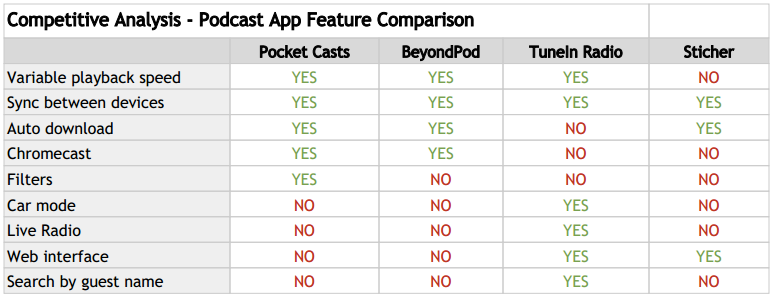 Competitive Analysis - Podcast App Feature Comparison
Pocket Casts BeyondPod TuneIn Radio Sticher
Variable playback speed YES YES YES NO
Sync between devices YES YES YES YES
Auto download YES YES NO YES
Chromecast YES YES NO NO
Filters YES NO NO NO
Car mode NO NO YES NO
Live Radio NO NO YES NO
Web interface NO NO YES YES
Search by guest name NO NO YES NO